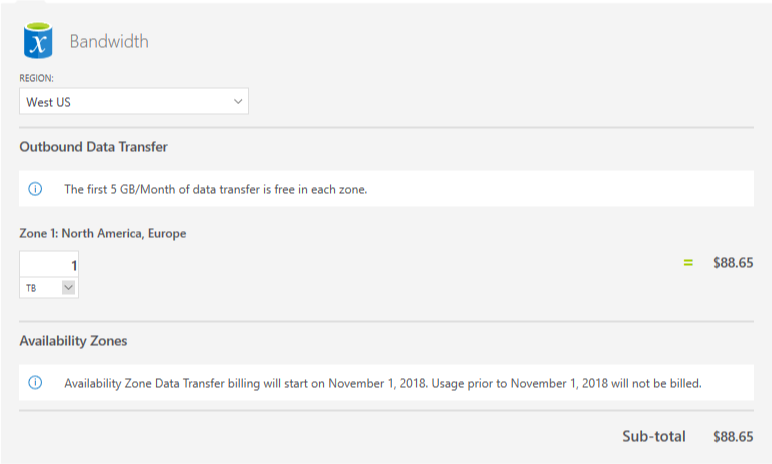 Bandwidth
REGION:
West US
Outbound Data Transfer
The first 5 GB/Month of data transfer is free in each zone.
Zone 1: North America, Europe
1
TB
= $88.65
Availability Zones
Availability Zone Data Transfer billing will start on November 1, 2018. Usage prior to November 1, 2018 will not be billed.
Sub-total $88.65